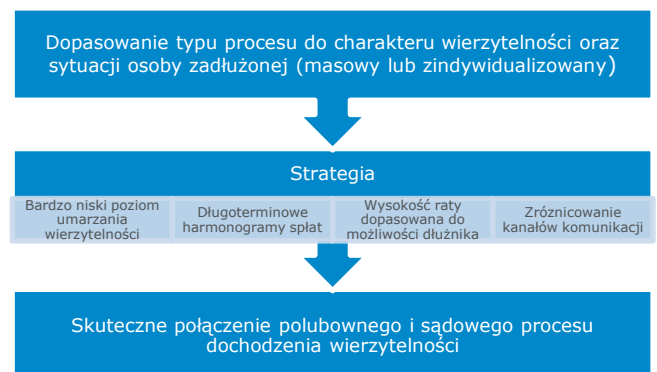 Dopasowanie typu procesu do charakteru wierzytelności oraz
sytuacji osoby zadłużonej (masowy lub zindywidualizowany)
Strategia
Bardzo niski poziom
umarzania
wierzytelności
Długoterminowe
harmonogramy spłat
Wysokość raty
dopasowana do
możliwości dłużnika
Zróznicowanie
kanałów komunikacji
Skuteczne połączenie polubownego i sądowego procesu
dochodzenia wierzytelności